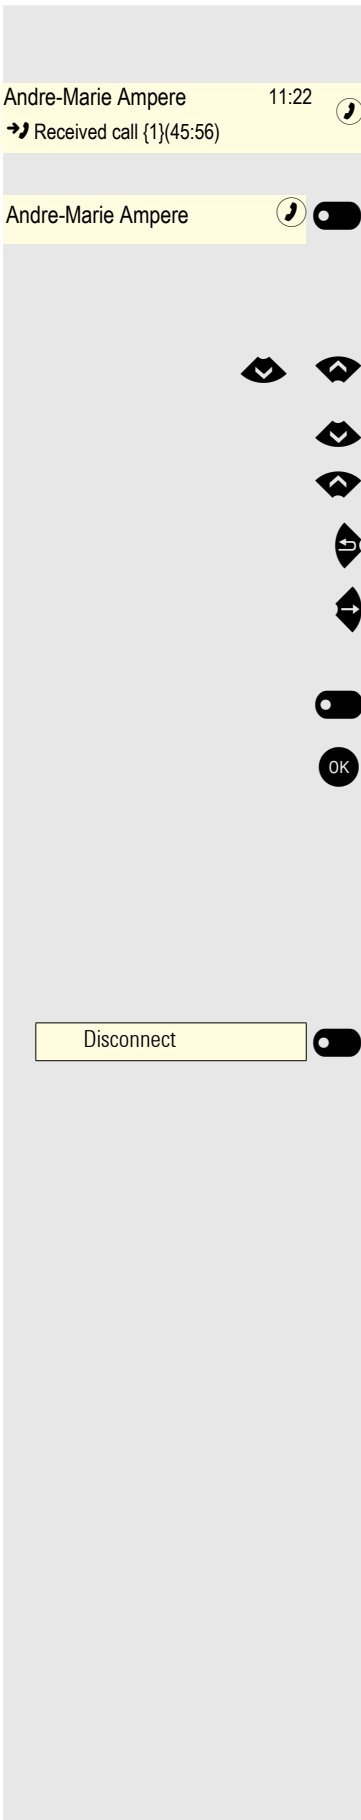 Andre-Marie Ampere 11:22
Received call {1}(45:56)
Andre-Marie Ampere
OK
Disconnect